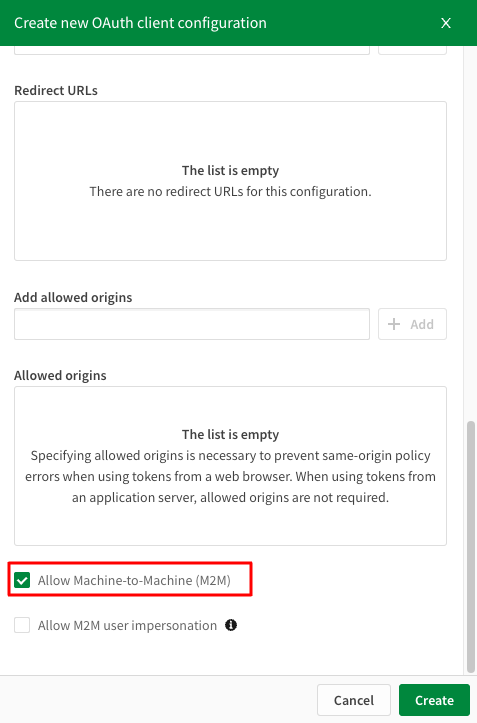 Create new OAuth client configuration
Redirect URLs
The list is empty
There are no redirect URLs for this configuration.
Add allowed origins
Add
Allowed origins
The list is empty
Specifying allowed origins is necessary to prevent same-origin policy
errors when using tokens from a web browser. When using tokens from
an application server, allowed origins are not required.
Allow Machine-to-Machine (M2M)
Allow M2M user impersonation
Cancel
Create